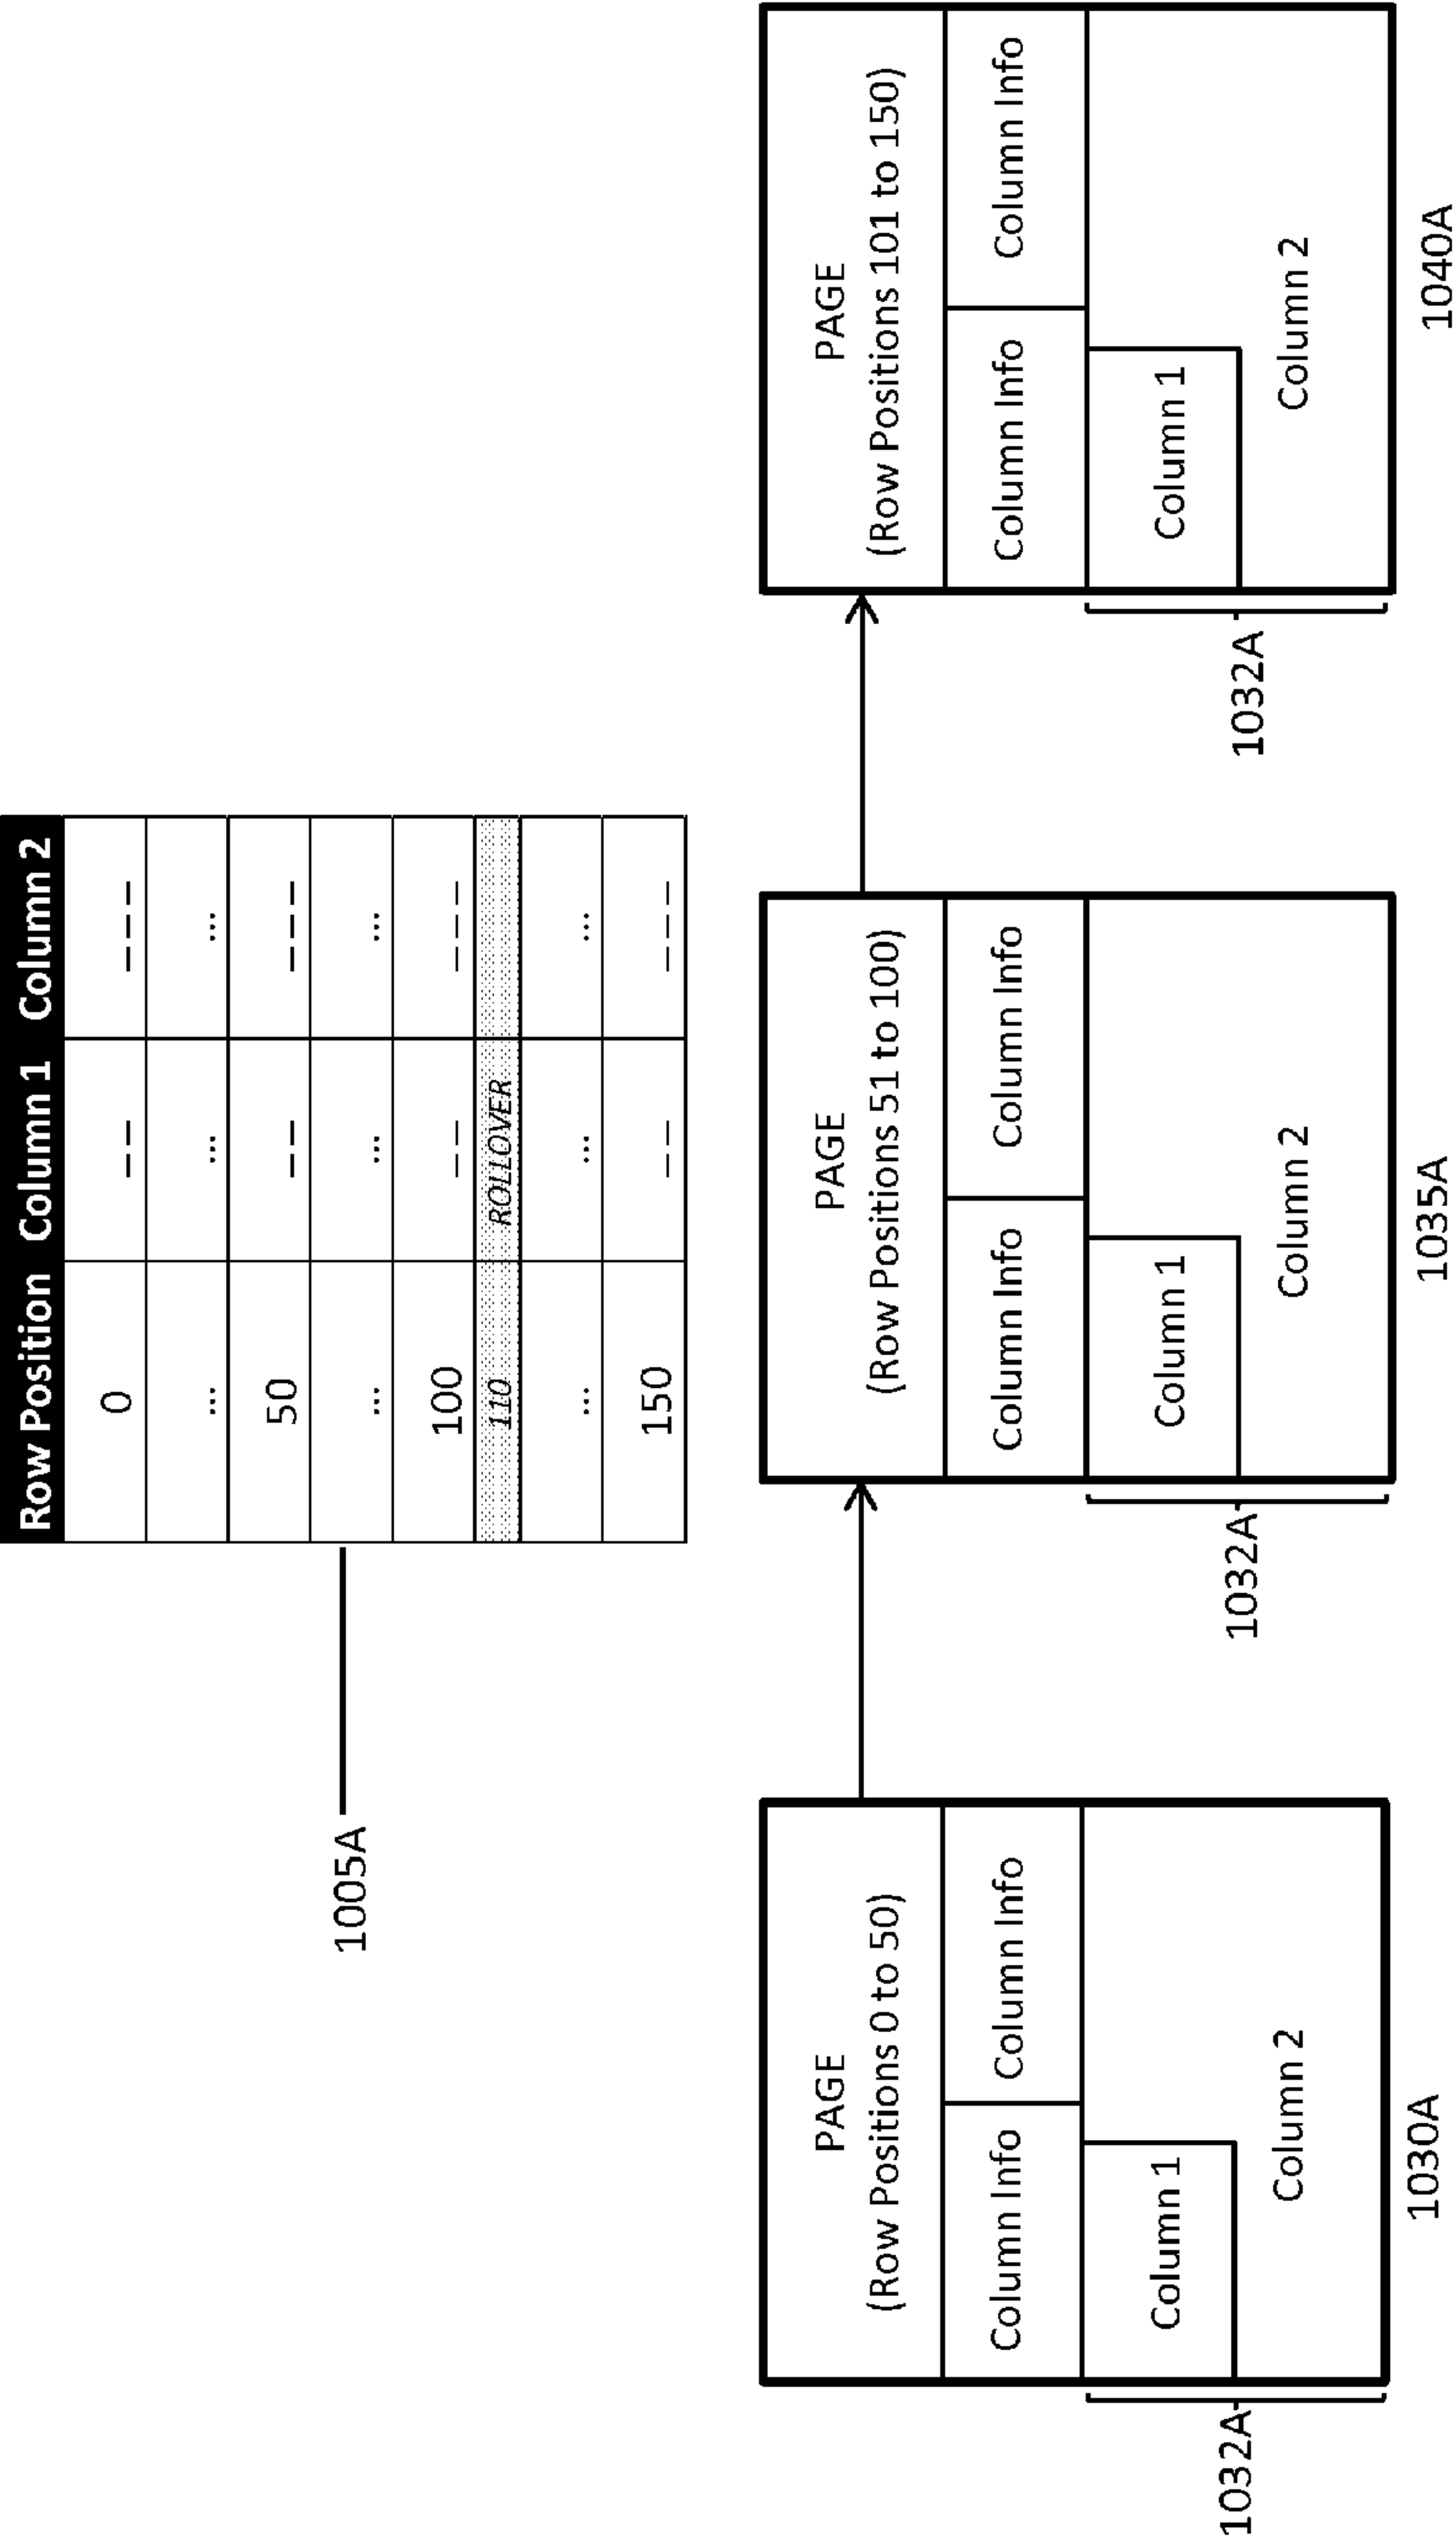 Row Position Column 1 Column 2
0 -- ---
... ... ...
50 -- ---
... ... ...
100 -- ---
110 ROLLOVER
... ... ...
150 -- ---
1005A
PAGE
(Row Positions 0 to 50)
Column Info Column Info
Column 1
Column 2
1032A
1030A
PAGE
(Row Positions 51 to 100)
Column Info Column Info
Column 1
Column 2
1032A
1035A
PAGE
(Row Positions 101 to 150)
Column Info Column Info
Column 1
Column 2
1032A
1040A